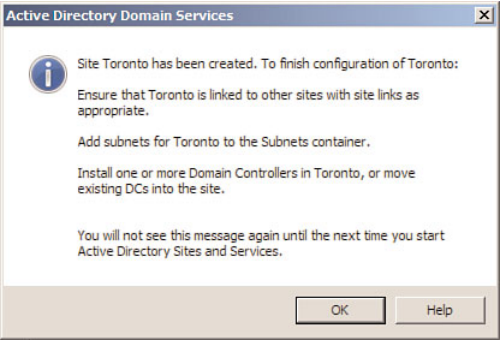 Active Directory Domain Services
Site Toronto has been created. To finish configuration of Toronto:
Ensure that Toronto is linked to other sites with site links as
appropriate.
Add subnets for Toronto to the Subnets container.
Install one or more Domain Controllers in Toronto, or move
existing DCs into the site.
You will not see this message again until the next time you start
Active Directory Sites and Services.
OK
Help